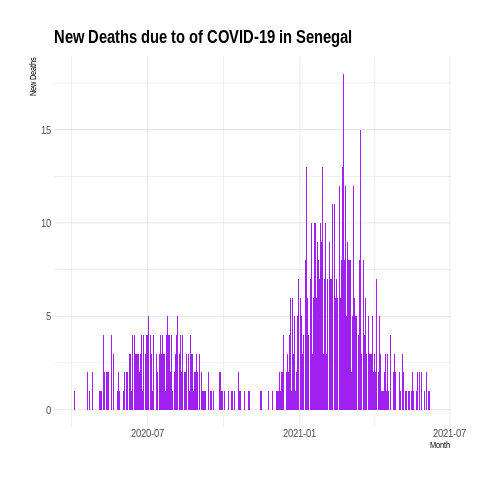 New Deaths due to of COVID-19 in Senegal
New Deaths
15
10
5
0
2020-07
2021-01
2021-07
Month